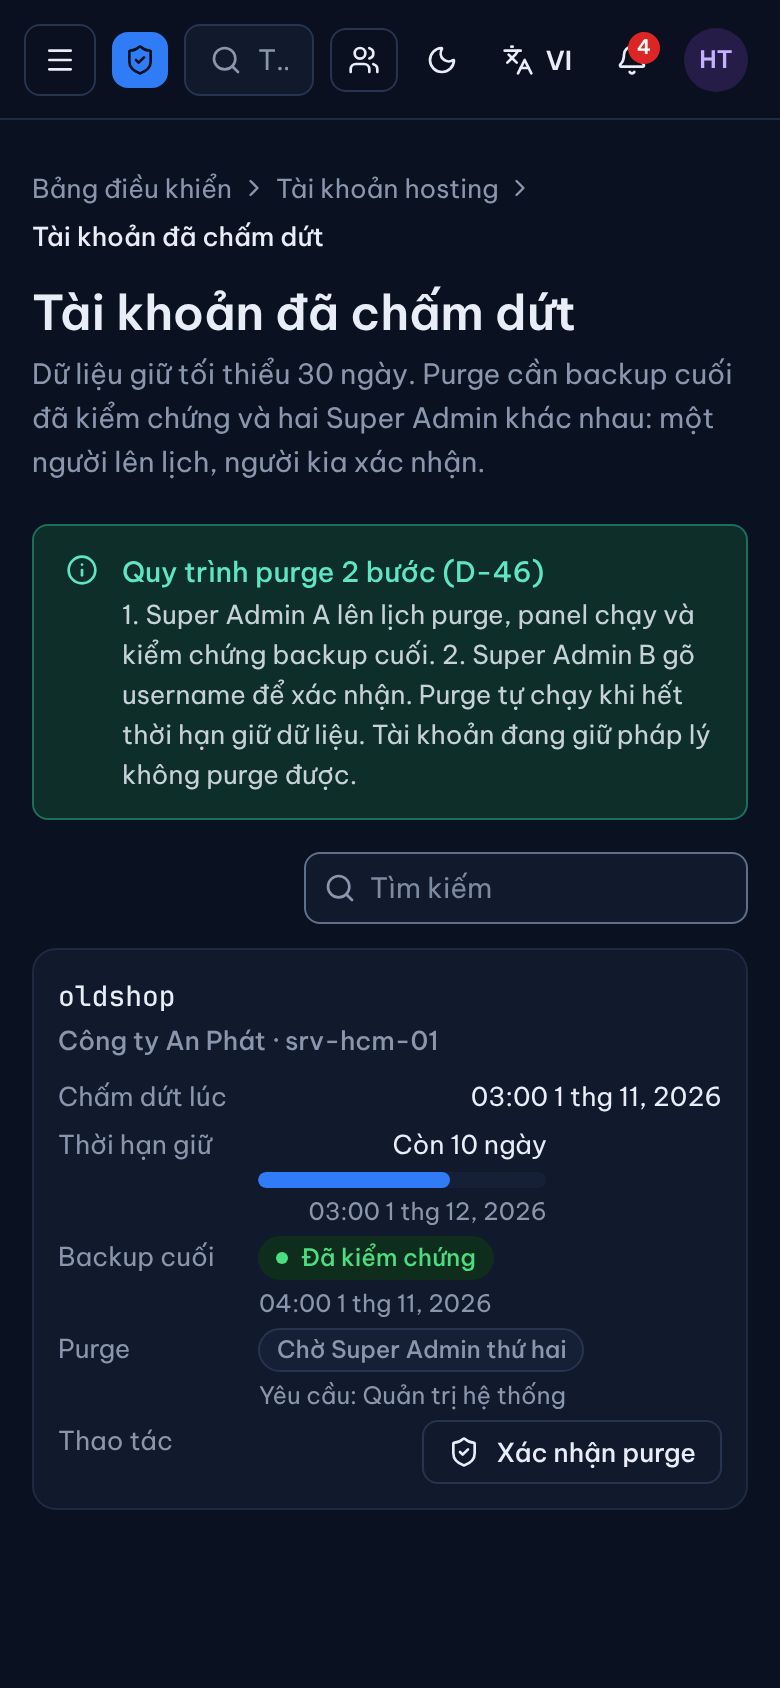 T..
VI
4
HT
Bảng điều khiển > Tài khoản hosting >
Tài khoản đã chấm dứt
Tài khoản đã chấm dứt
Dữ liệu giữ tối thiểu 30 ngày. Purge cần backup cuối
đã kiểm chứng và hai Super Admin khác nhau: một
người lên lịch, người kia xác nhận.
Quy trình purge 2 bước (D-46)
1. Super Admin A lên lịch purge, panel chạy và
kiểm chứng backup cuối. 2. Super Admin B gõ
username để xác nhận. Purge tự chạy khi hết
thời hạn giữ dữ liệu. Tài khoản đang giữ pháp lý
không purge được.
Tìm kiếm
oldshop
Công ty An Phát · srv-hcm-01
Chấm dứt lúc 03:00 1 thg 11, 2026
Thời hạn giữ Còn 10 ngày
03:00 1 thg 12, 2026
Backup cuối Đã kiểm chứng
04:00 1 thg 11, 2026
Purge Chờ Super Admin thứ hai
Yêu cầu: Quản trị hệ thống
Thao tác Xác nhận purge